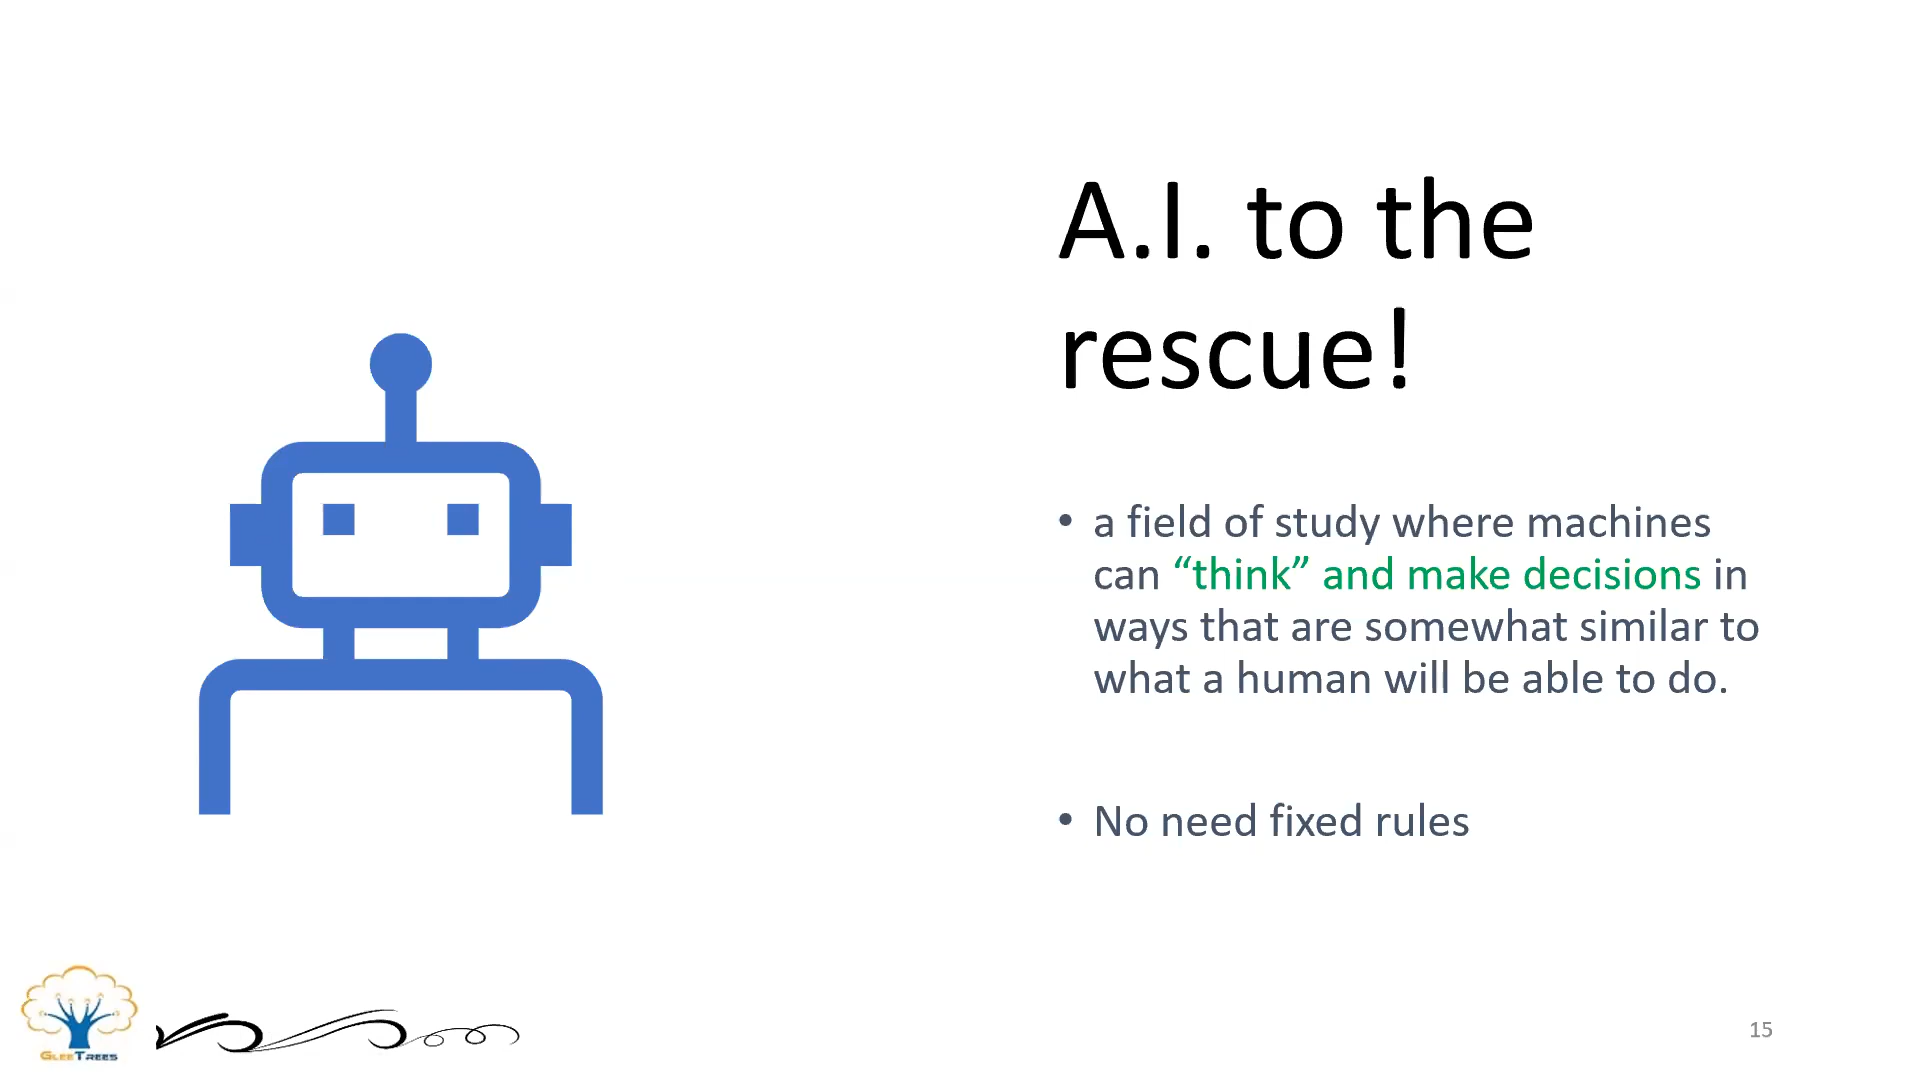 A.I. to the
rescue!
• a field of study where machines
can “think” and make decisions in
ways that are somewhat similar to
what a human will be able to do.
• No need fixed rules
GLEETREES
15